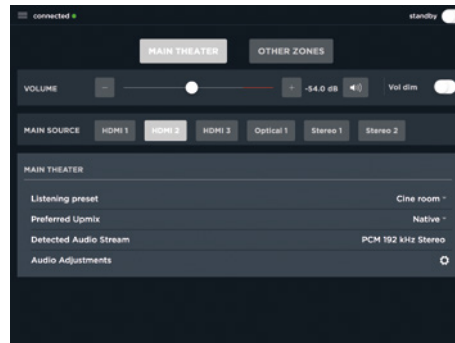 connected standby
MAIN THEATER OTHER ZONES
VOLUME - + -54.0 dB Vol dim
MAIN SOURCE HDMI 1 HDMI 2 HDMI 3 Optical 1 Stereo 1 Stereo 2
MAIN THEATER
Listening preset Cine room
Preferred Upmix Native
Detected Audio Stream PCM 192 kHz Stereo
Audio Adjustments